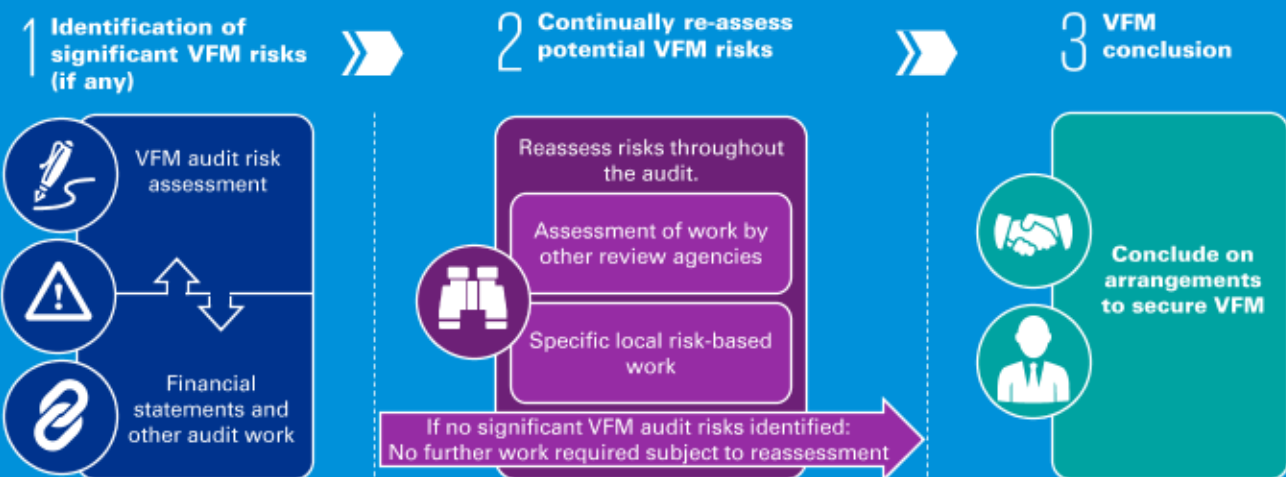 1 Identification of
significant VFM risks
(if any)
2 Continually re-assess
potential VFM risks
3 VFM
conclusion
VFM audit risk
assessment
Financial
statements and
other audit work
Reassess risks throughout
the audit.
Assessment of work by
other review agencies
Specific local risk-based
work
If no significant VFM audit risks identified:
No further work required subject to reassessment
Conclude on
arrangements
to secure VFM